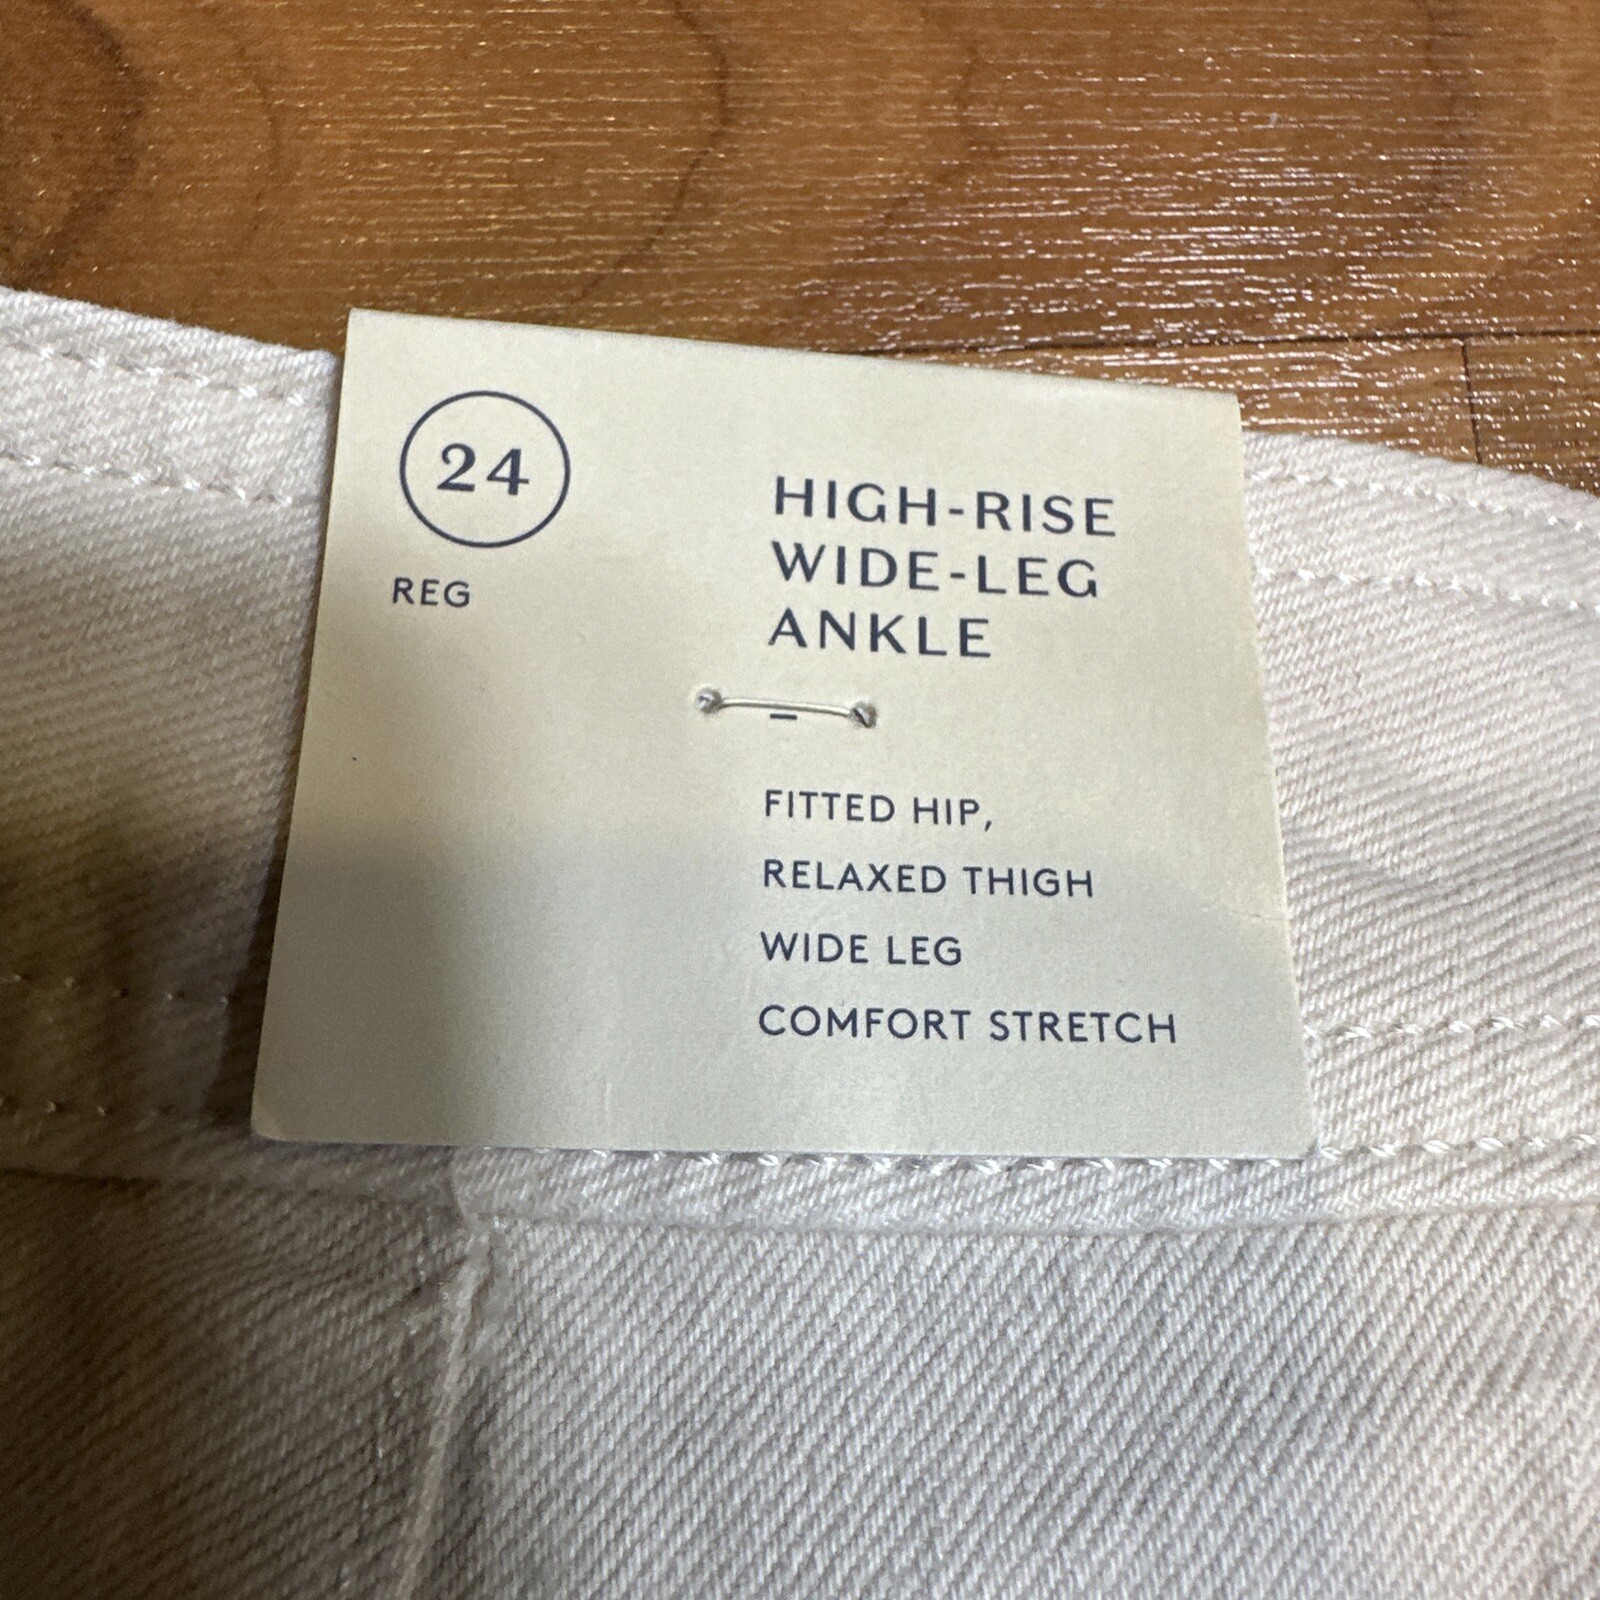 24
REG
HIGH-RISE
WIDE-LEG
ANKLE
–
FITTED HIP,
RELAXED THIGH
WIDE LEG
COMFORT STRETCH